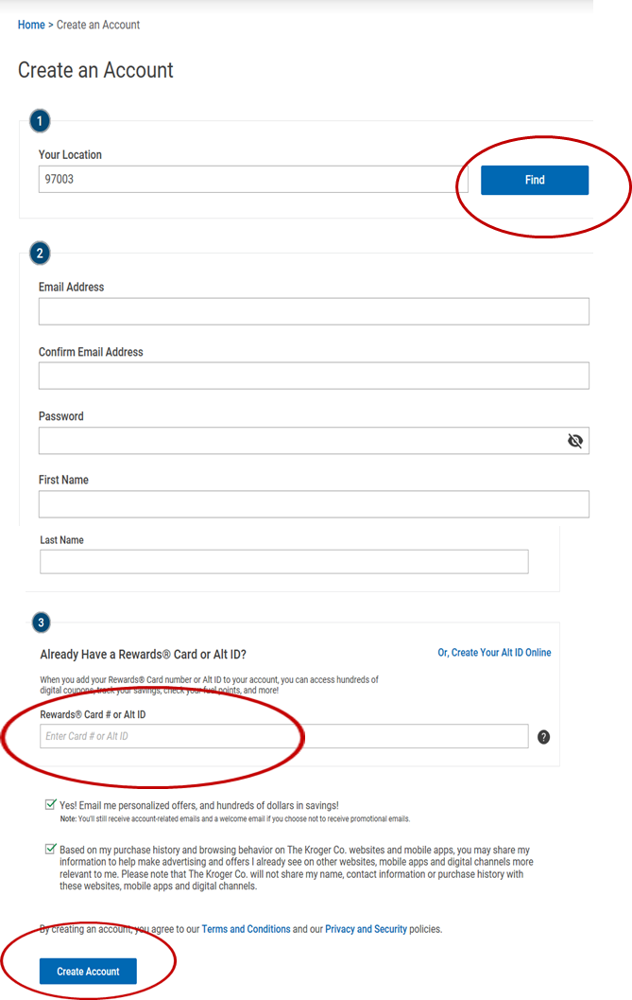 Home > Create an Account
Create an Account
1
Your Location
97003
Find
2
Email Address
Confirm Email Address
Password
First Name
Last Name
3
Already Have a Rewards® Card or Alt ID?
Or, Create Your Alt ID Online
When you add your Rewards® Card number or Alt ID to your account, you can access hundreds of
digital coupons, track your savings, check your fuel points, and more!
Rewards® Card # or Alt ID
Enter Card # or Alt ID
?
Yes! Email me personalized offers, and hundreds of dollars in savings!
Note: You'll still receive account-related emails and a welcome email if you choose not to receive promotional emails.
Based on my purchase history and browsing behavior on The Kroger Co. websites and mobile apps, you may share my
information to help make advertising and offers I already see on other websites, mobile apps and digital channels more
relevant to me. Please note that The Kroger Co. will not share my name, contact information or purchase history with
these websites, mobile apps and digital channels.
By creating an account, you agree to our Terms and Conditions and our Privacy and Security policies.
Create Account